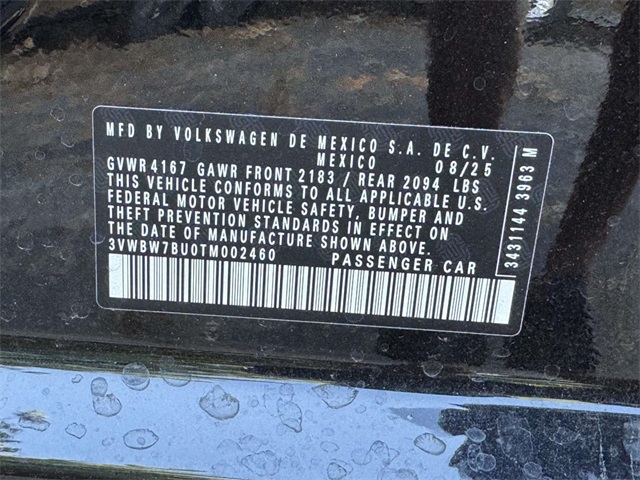 MFD BY VOLKSWAGEN DE MEXICO S.A. DE C.V.
MEXICO 08/25
GVWR 4167 GAWR FRONT 2183 / REAR 2094 LBS
THIS VEHICLE CONFORMS TO ALL APPLICABLE U.S.
FEDERAL MOTOR VEHICLE SAFETY, BUMPER AND
THEFT PREVENTION STANDARDS IN EFFECT ON
THE DATE OF MANUFACTURE SHOWN ABOVE.
3VWBW7BU0TM002460 PASSENGER CAR
3431144 3963 M